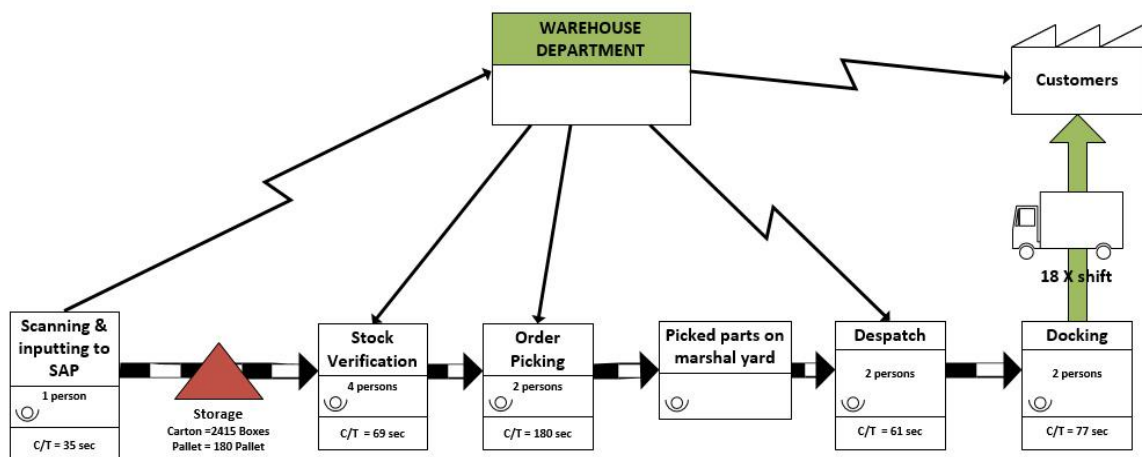 WAREHOUSE
DEPARTMENT
Customers
18 X shift
Scanning &
inputting to
SAP
1 person
C/T = 35 sec
Storage
Carton =2415 Boxes
Pallet = 180 Pallet
Stock
Verification
4 persons
C/T = 69 sec
Order
Picking
2 persons
C/T = 180 sec
Picked parts on
marshal yard
Despatch
2 persons
C/T = 61 sec
Docking
2 persons
C/T = 77 sec